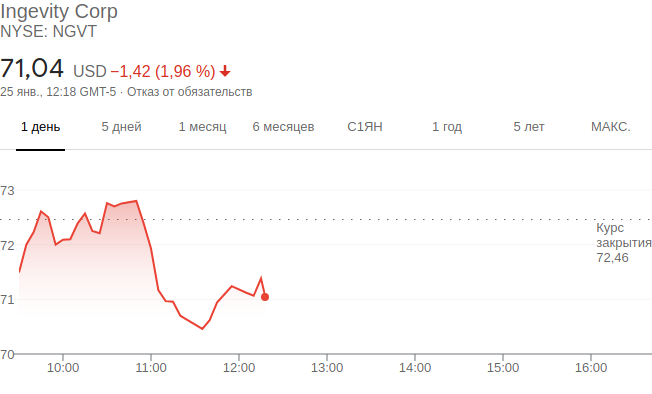 Ingevity Corp
NYSE: NGVT
71,04 USD −1,42 (1,96 %)
25 янв., 12:18 GMT-5 · Отказ от обязательств
1 день 5 дней 1 месяц 6 месяцев С1ЯН 1 год 5 лет МАКС.
73
Курс
72 закрытия
72,46
71
70
10:00 11:00 12:00 13:00 14:00 15:00 16:00